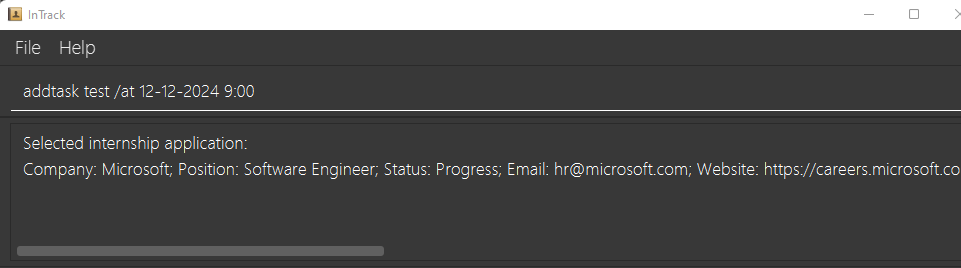 InTrack
File Help
addtask test /at 12-12-2024 9:00
Selected internship application:
Company: Microsoft; Position: Software Engineer; Status: Progress; Email: hr@microsoft.com; Website: https://careers.microsoft.co